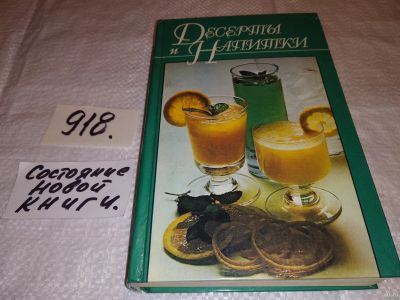 Десерты
и Напитки
918.
Состояние
новой
книги.